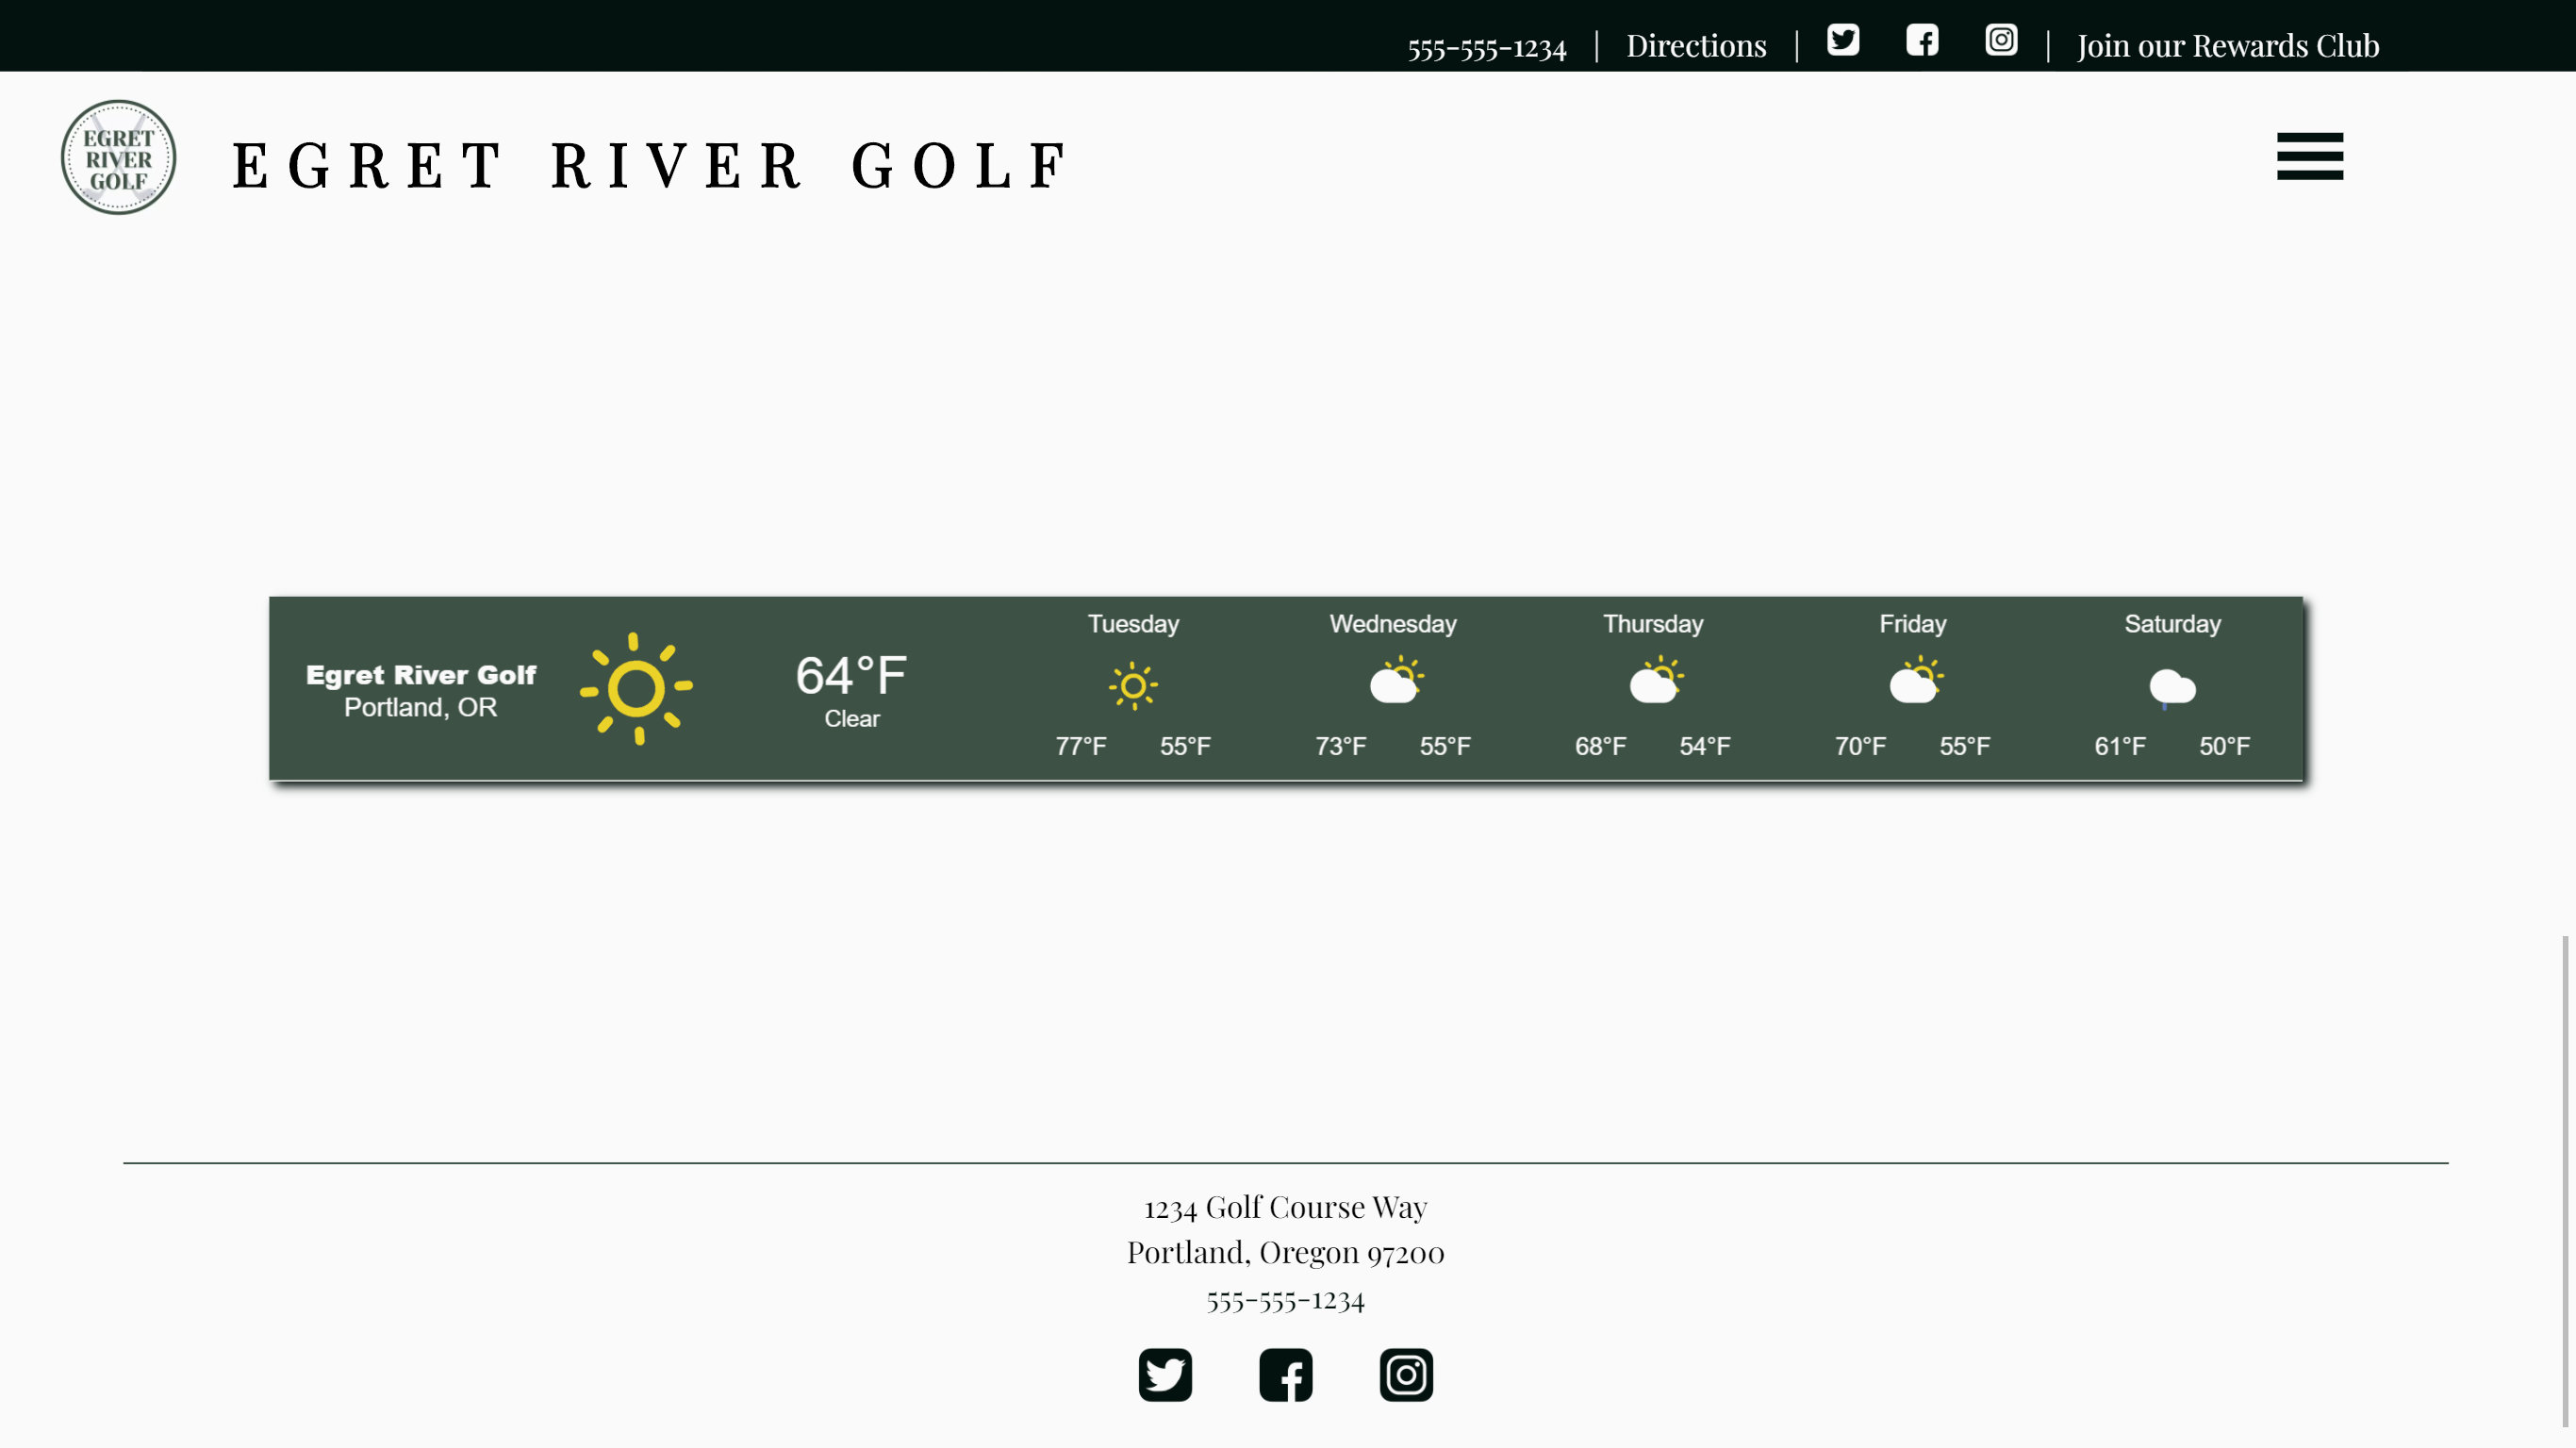 555-555-1234 | Directions | | Join our Rewards Club
EGRET
RIVER
GOLF
EGRET RIVER GOLF
Egret River Golf
Portland, OR
64°F
Clear
Tuesday
77°F 55°F
Wednesday
73°F 55°F
Thursday
68°F 54°F
Friday
70°F 55°F
Saturday
61°F 50°F
1234 Golf Course Way
Portland, Oregon 97200
555-555-1234